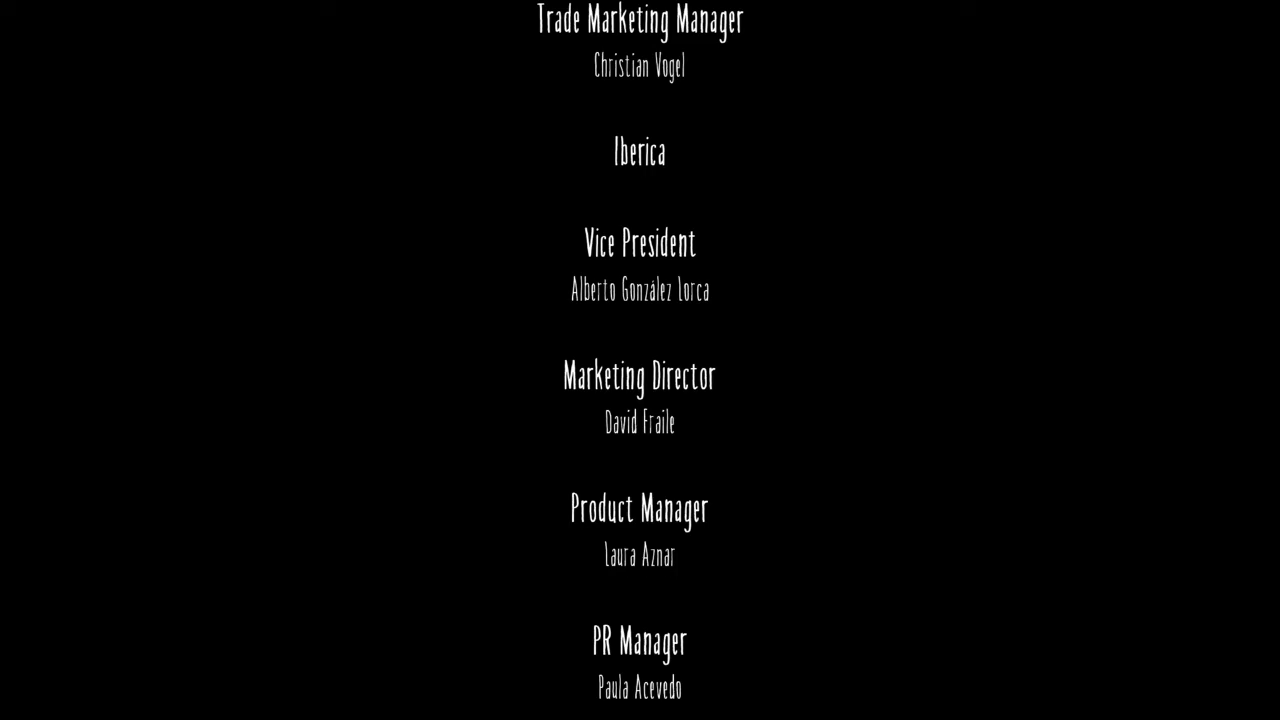 Trade Marketing Manager
Christian Vogel
Iberica
Vice President
Alberto González Lorca
Marketing Director
David Fraile
Product Manager
Laura Aznar
PR Manager
Paula Acevedo